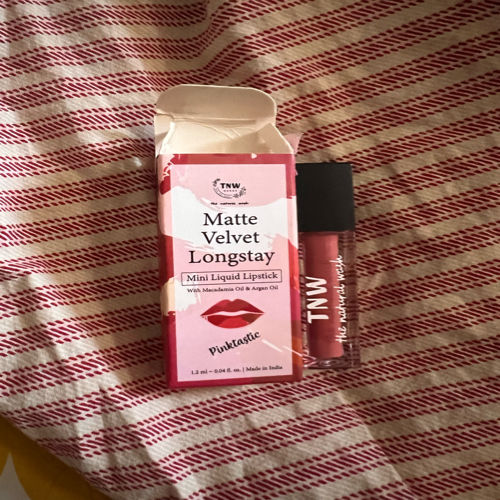 TNW
the natural wash
Matte
Velvet
Longstay
Mini Liquid Lipstick
With Macadamia Oil & Argan Oil
Pinktastic
1.2 ml - 0.04 fl. oz. | Made in India
TNW
the natural wash